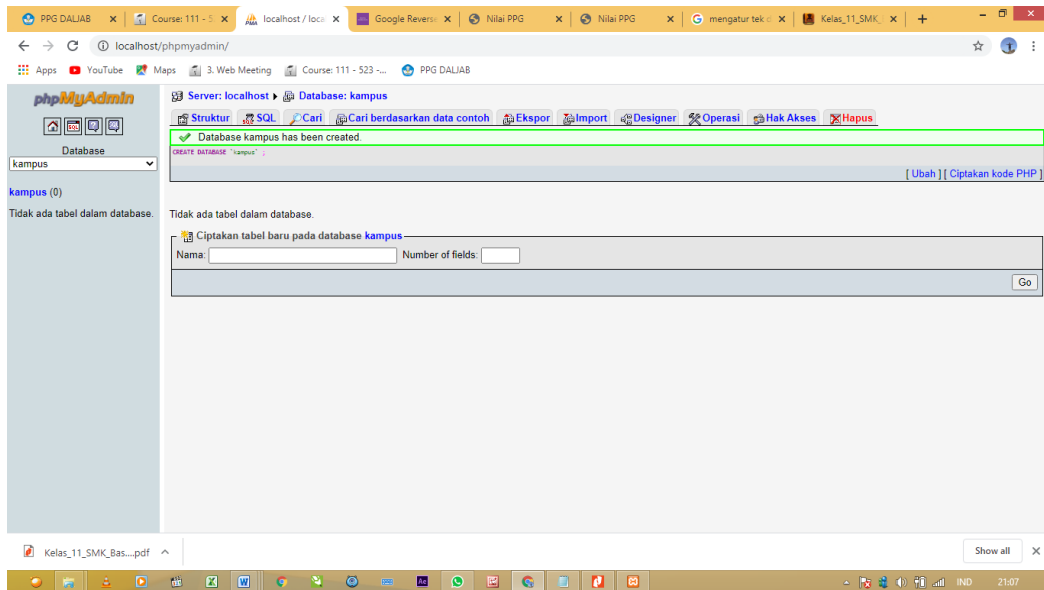 PPG DALJAB
Course: 111 - 5
localhost / loca
Google Revers
Nilai PPG
Nilai PPG
mengatur tek d
Kelas_11_SMK_
localhost/phpmyadmin/
Apps YouTube Maps 3. Web Meeting Course: 111 - 523 -... PPG DALJAB
phpMyAdmin
Database
kampus
kampus (0)
Tidak ada tabel dalam database.
Server: localhost Database: kampus
Struktur SQL Cari Cari berdasarkan data contoh Ekspor Import Designer Operasi Hak Akses Hapus
Database kampus has been created.
CREATE DATABASE `kampus` ;
[ Ubah ] [ Ciptakan kode PHP ]
Tidak ada tabel dalam database.
Ciptakan tabel baru pada database kampus
Nama: Number of fields:
Go
Kelas_11_SMK_Bas....pdf
Show all
IND 21:07